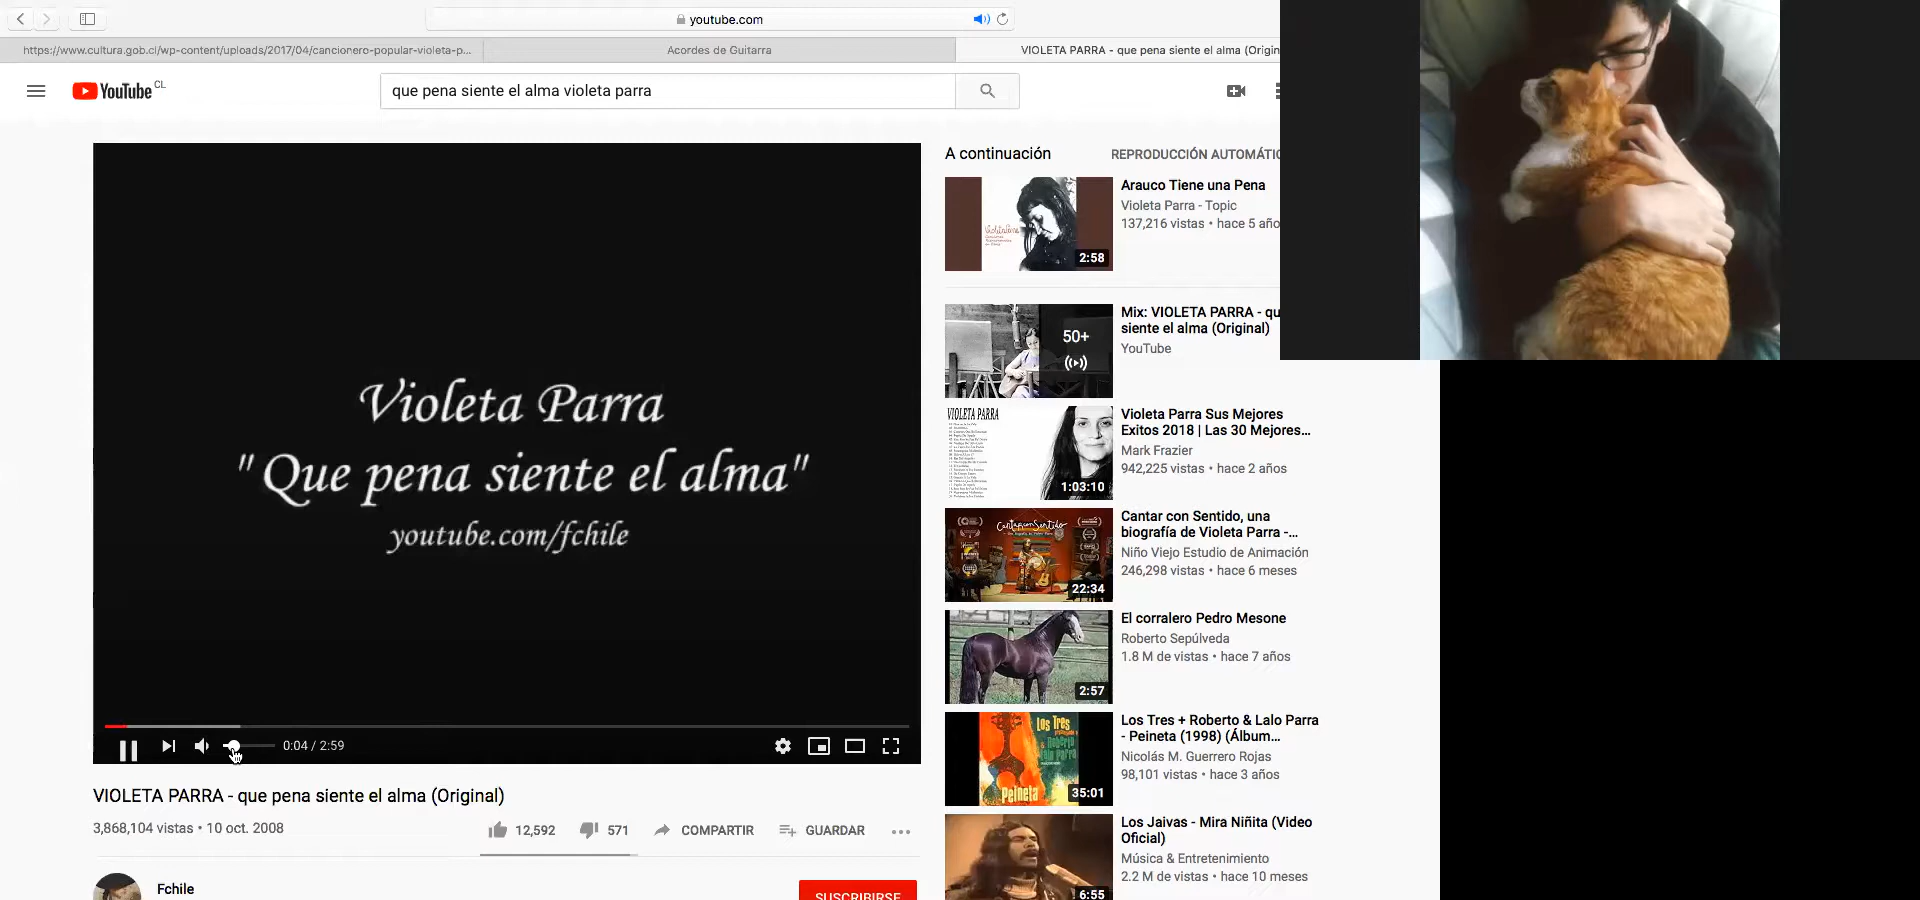 youtube.com
https://www.cultura.gob.cl/wp-content/uploads/2017/04/cancionero-popular-violeta-p...
Acordes de Guitarra
VIOLETA PARRA - que pena siente el alma (Origin
YouTube CL
que pena siente el alma violeta parra
Violeta Parra
"Que pena siente el alma"
youtube.com/fchile
0:04 / 2:59
VIOLETA PARRA - que pena siente el alma (Original)
3,868,104 vistas • 10 oct. 2008
12,592
571
COMPARTIR
GUARDAR
Fchile
SUSCRIBIRSE
A continuación
REPRODUCCIÓN AUTOMÁTIC
2:58
Arauco Tiene una Pena
Violeta Parra - Topic
137,216 vistas • hace 5 año
50+
Mix: VIOLETA PARRA - qu
siente el alma (Original)
YouTube
VIOLETA PARRA
1:03:10
Violeta Parra Sus Mejores
Exitos 2018 | Las 30 Mejores...
Mark Frazier
942,225 vistas • hace 2 años
Cantar con Sentido
22:34
Cantar con Sentido, una
biografía de Violeta Parra -...
Niño Viejo Estudio de Animación
246,298 vistas • hace 6 meses
2:57
El corralero Pedro Mesone
Roberto Sepúlveda
1.8 M de vistas • hace 7 años
Los Tres
Roberto
Lalo Parra
Peineta
35:01
Los Tres + Roberto & Lalo Parra
- Peineta (1998) (Álbum...
Nicolás M. Guerrero Rojas
98,101 vistas • hace 3 años
6:55
Los Jaivas - Mira Niñita (Video
Oficial)
Música & Entretenimiento
2.2 M de vistas • hace 10 meses